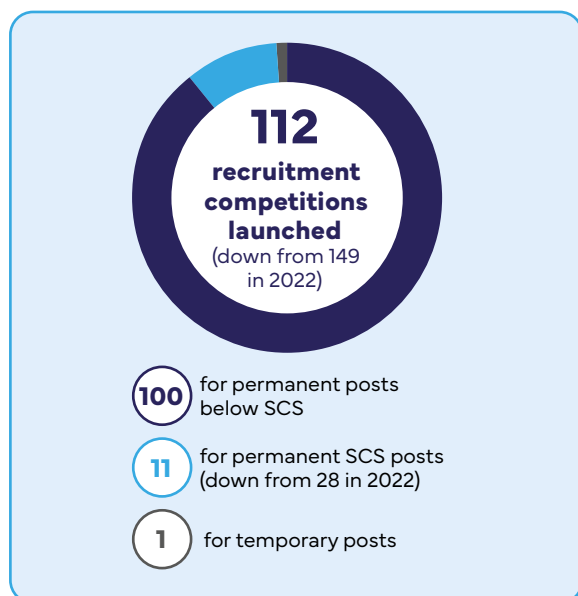 112
recruitment
competitions
launched
(down from 149
in 2022)
100
for permanent posts
below SCS
11
for permanent SCS posts
(down from 28 in 2022)
1
for temporary posts